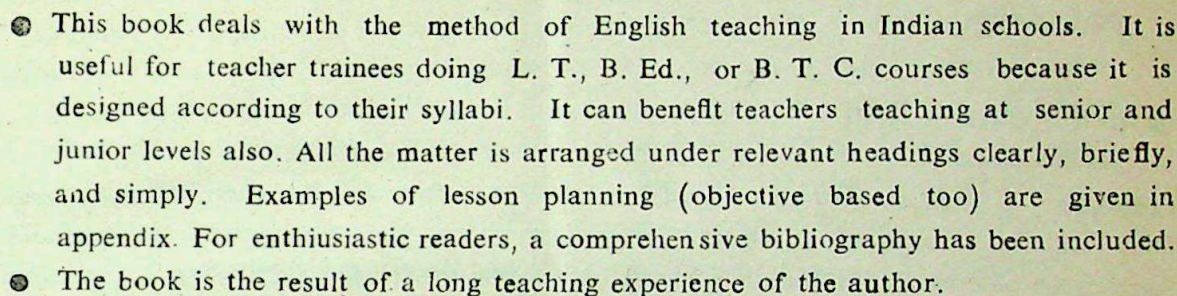 This book deals with the method of English teaching in Indian schools. It is
useful for teacher trainees doing L. T., B. Ed., or B. T. C. courses because it is
designed according to their syllabi. It can benefit teachers teaching at senior and
junior levels also. All the matter is arranged under relevant headings clearly, briefly,
and simply. Examples of lesson planning (objective based too) are given in
appendix. For enthiusiastic readers, a comprehensive bibliography has been included.
The book is the result of a long teaching experience of the author.